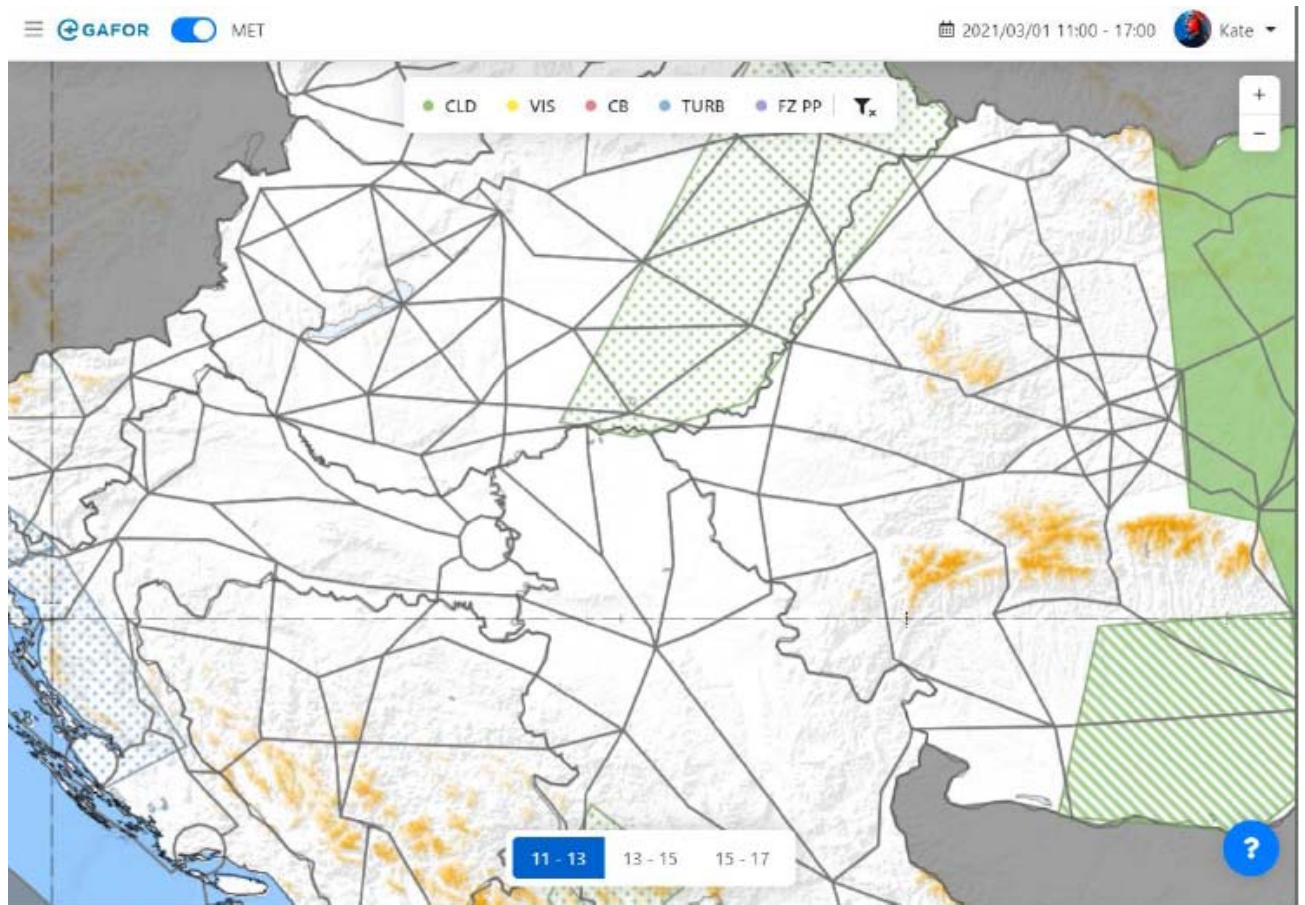 GAFOR MET 2021/03/01 11:00 - 17:00 Kate
CLD VIS CB TURB FZ PP
+
−
11 - 13 13 - 15 15 - 17
?